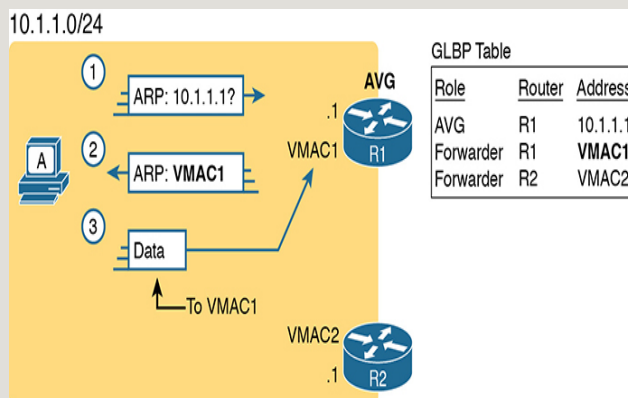 10.1.1.0/24
1
ARP: 10.1.1.1?
AVG
.1
VMAC1
R1
A
2
ARP: VMAC1
3
Data
To VMAC1
VMAC2
.1
R2
GLBP Table
Role Router Address
AVG R1 10.1.1.1
Forwarder R1 VMAC1
Forwarder R2 VMAC2